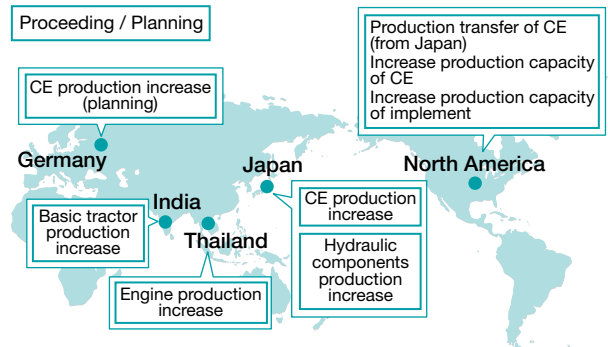 Proceeding / Planning
Production transfer of CE
(from Japan)
Increase production capacity
of CE
Increase production capacity
of implement
CE production increase
(planning)
Germany
Japan
North America
India
CE production
increase
Basic tractor
production
increase
Thailand
Hydraulic
components
production
increase
Engine production
increase